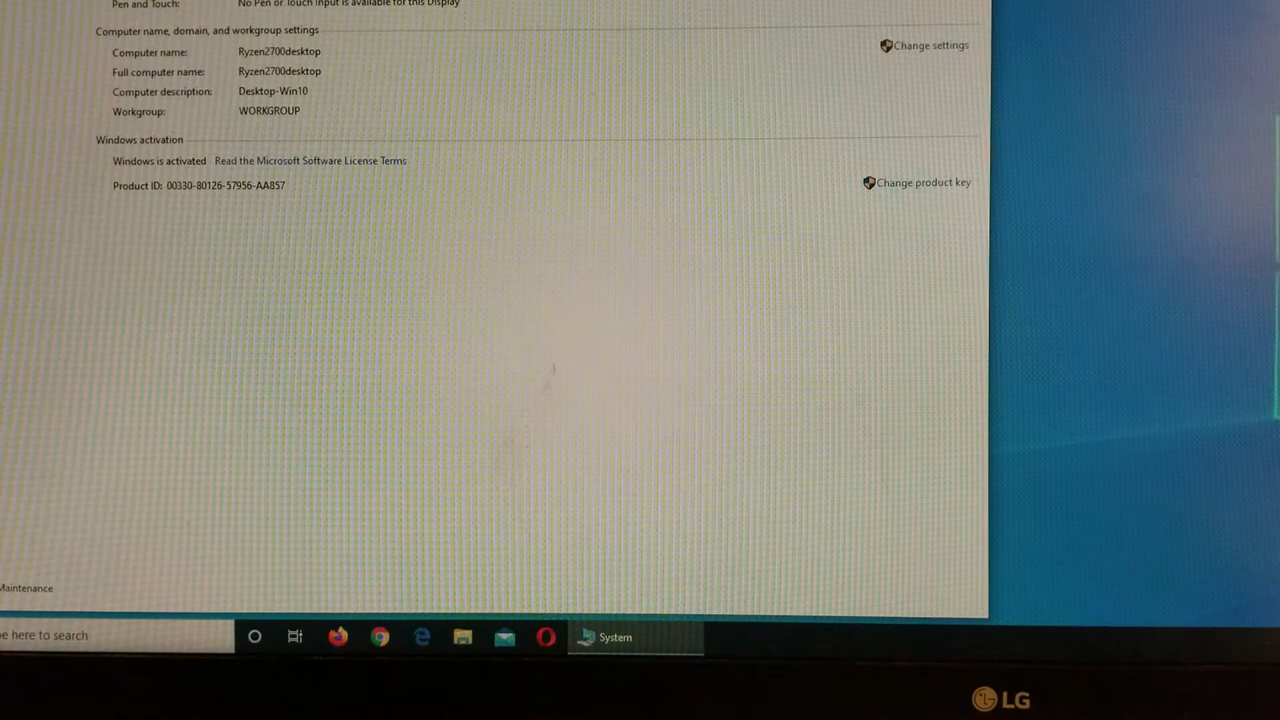 Pen and Touch: No Pen or Touch Input is available for this Display
Computer name, domain, and workgroup settings
Computer name: Ryzen2700desktop
Change settings
Full computer name: Ryzen2700desktop
Computer description: Desktop-Win10
Workgroup: WORKGROUP
Windows activation
Windows is activated Read the Microsoft Software License Terms
Product ID: 00330-80126-57956-AA857
Change product key
Maintenance
e here to search
System
LG